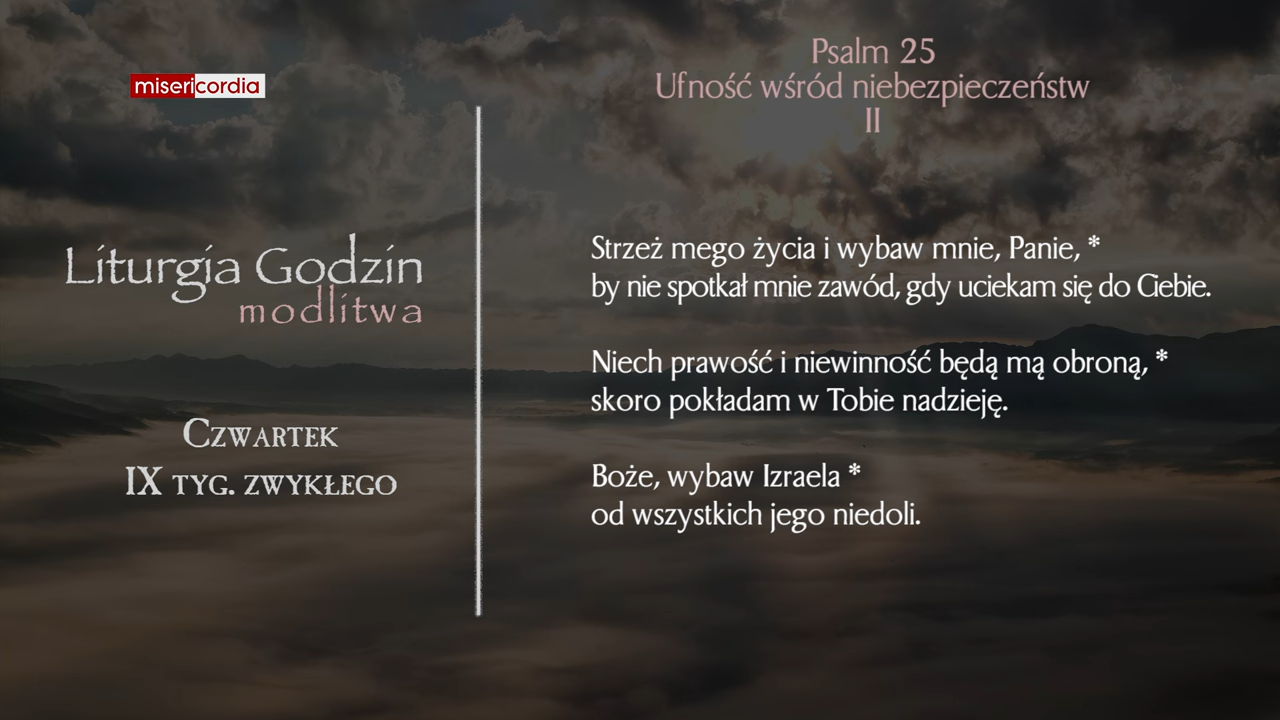 misericordia
Liturgia Godzin
modlitwa
Czwartek
IX tyg. zwykłego
Psalm 25
Ufność wśród niebezpieczeństw
II
Strzeż mego życia i wybaw mnie, Panie, *
by nie spotkał mnie zawód, gdy uciekam się do Ciebie.
Niech prawość i niewinność będą mą obroną, *
skoro pokładam w Tobie nadzieję.
Boże, wybaw Izraela *
od wszystkich jego niedoli.